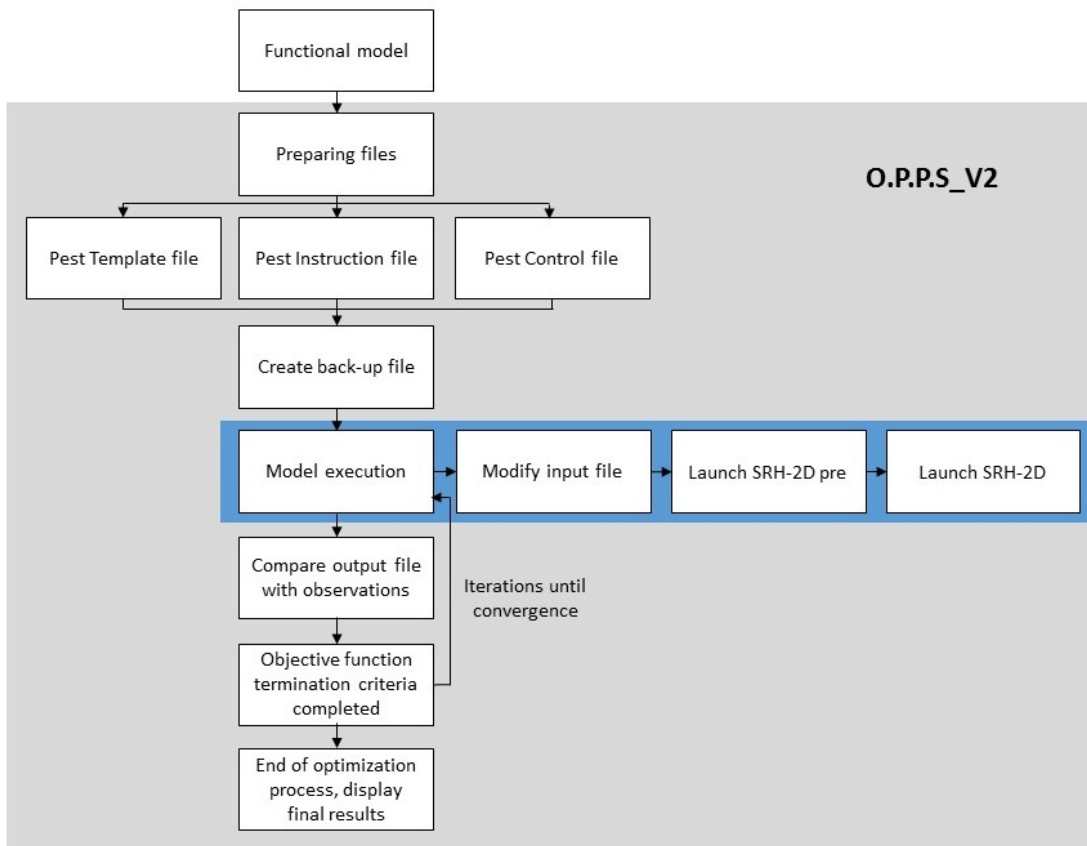 Functional model
Preparing files
O.P.P.S_V2
Pest Template file
Pest Instruction file
Pest Control file
Create back-up file
Model execution
Modify input file
Launch SRH-2D pre
Launch SRH-2D
Compare output file
with observations
Iterations until
convergence
Objective function
termination criteria
completed
End of optimization
process, display
final results